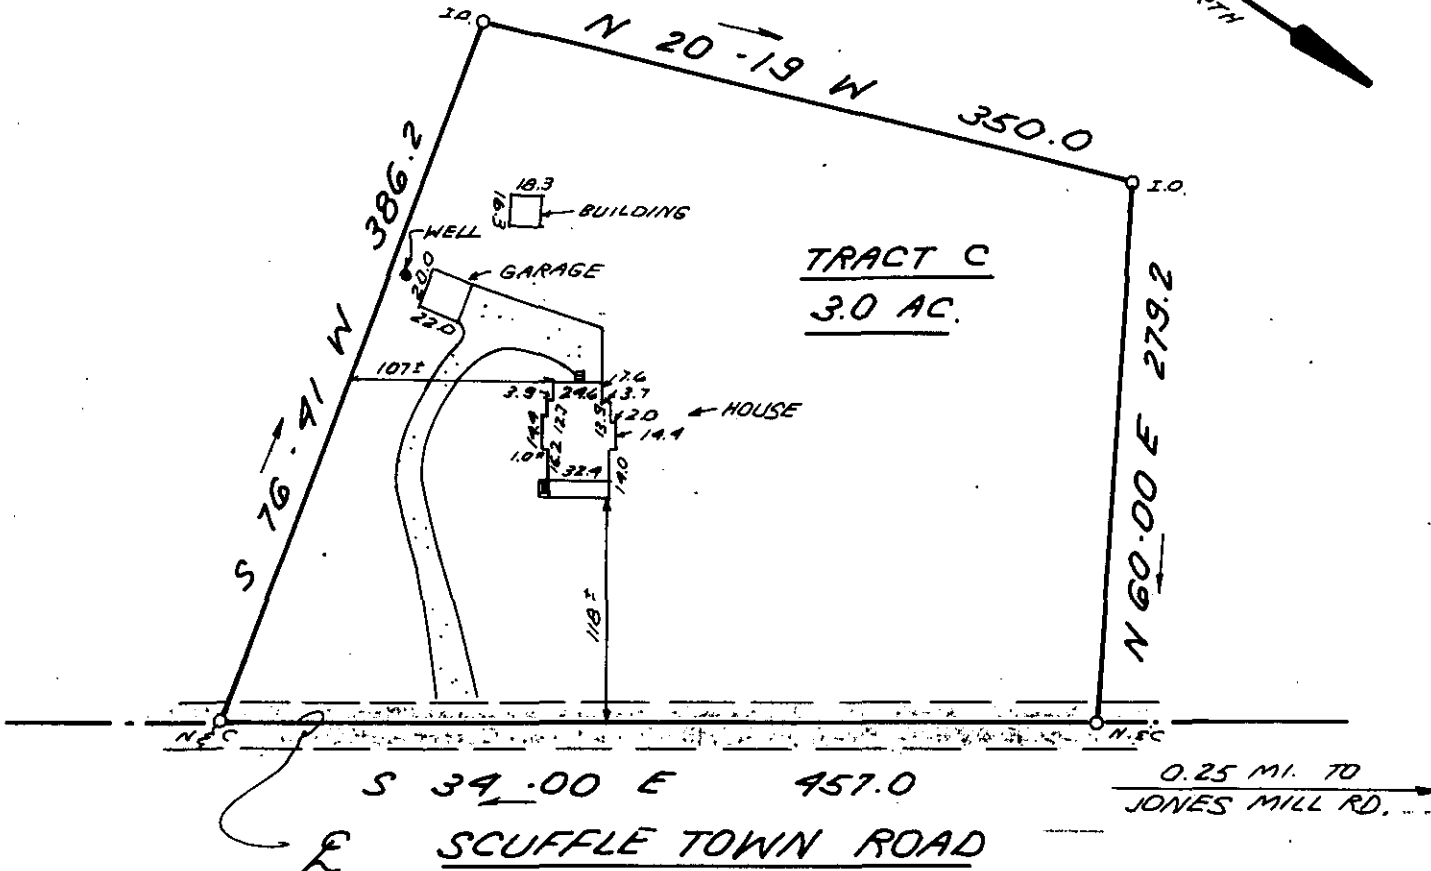 I.O.
N 20-19 W 350.0
I.O.
S 76-41 W 386.2
18.3
16.3
BUILDING
WELL
GARAGE
20.0
22.0
TRACT C
3.0 AC.
N 60-00 E 279.2
107±
17.6
3.9 24.6 3.7
12.7
13.9
2.0
HOUSE
14.4
14.4
1.0
16.2
32.4
14.0
118±
N & C
N & C
S 34-00 E 457.0
0.25 MI. TO
JONES MILL RD.
SCUFFLE TOWN ROAD